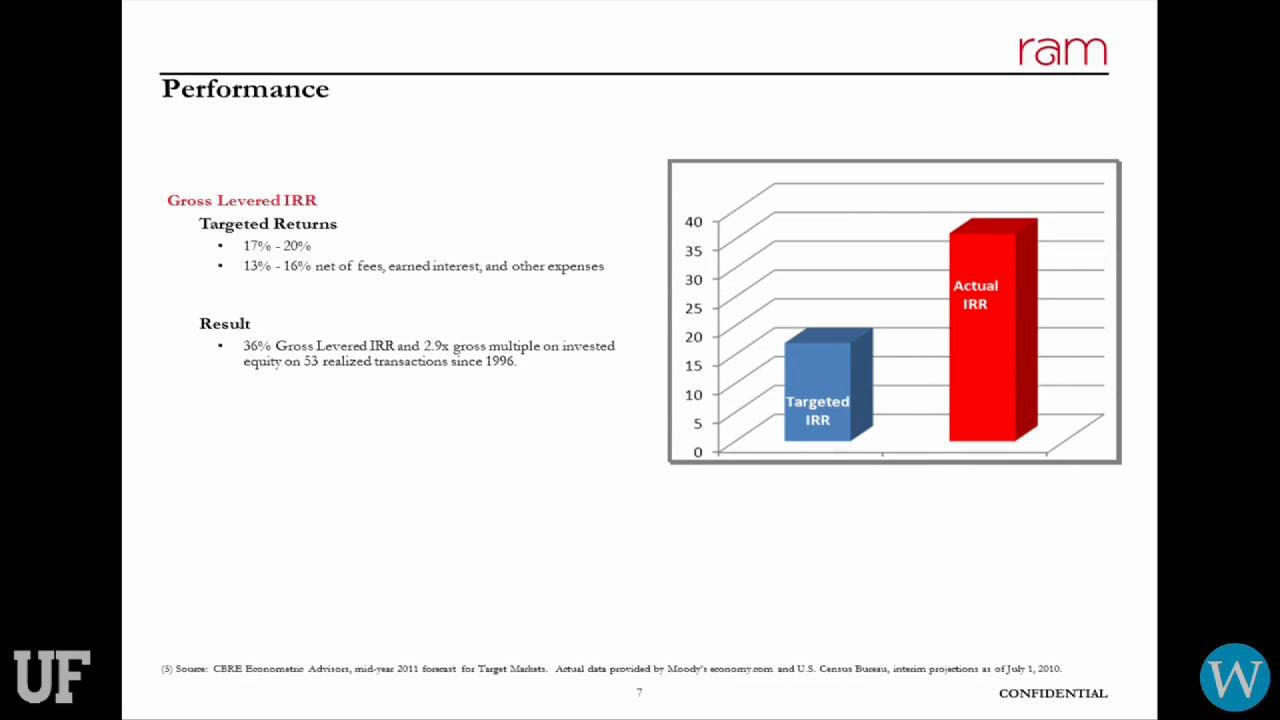 ram
Performance
Gross Levered IRR
Targeted Returns
• 17% - 20%
• 13% - 16% net of fees, earned interest, and other expenses
Result
• 36% Gross Levered IRR and 2.9x gross multiple on invested
equity on 53 realized transactions since 1996.
40
35
30
25
20
15
10
5
0
Targeted
IRR
Actual
IRR
(5) Source: CBRE Econometric Advisors, mid-year 2011 forecast for Target Markets. Actual data provided by Moody's economy.com and U.S. Census Bureau, interim projections as of July 1, 2010.
7
CONFIDENTIAL
UF
W